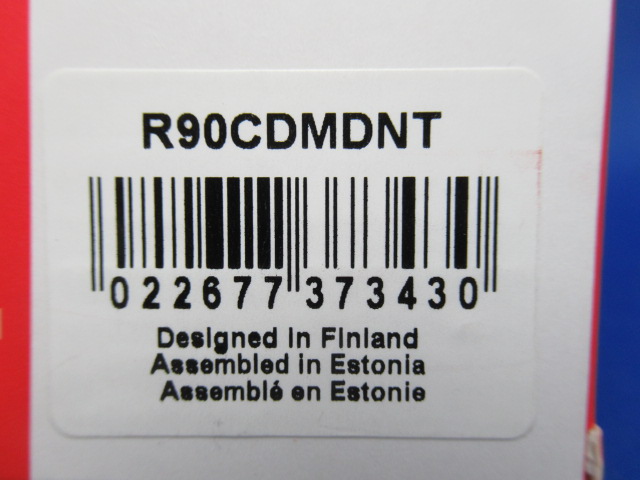 R90CDMDNT
022677373430
Designed in Finland
Assembled in Estonia
Assemblé en Estonie